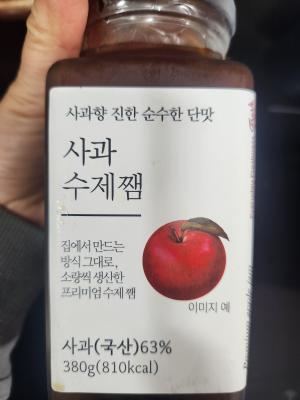 사과향 진한 순수한 단맛
사과
수제쨈
집에서 만드는
방식 그대로,
소량씩 생산한
프리미엄 수제 쨈
이미지 예
사과(국산)63%
380g(810kcal)